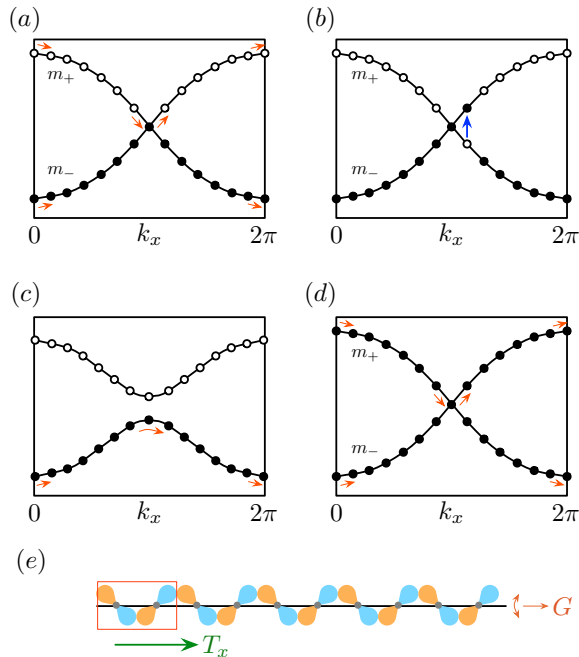 (a)
(b)
m₊
m₊
m₋
m₋
0 kₓ 2π
0 kₓ 2π
(c)
(d)
m₊
m₋
0 kₓ 2π
0 kₓ 2π
(e)
G
Tₓ